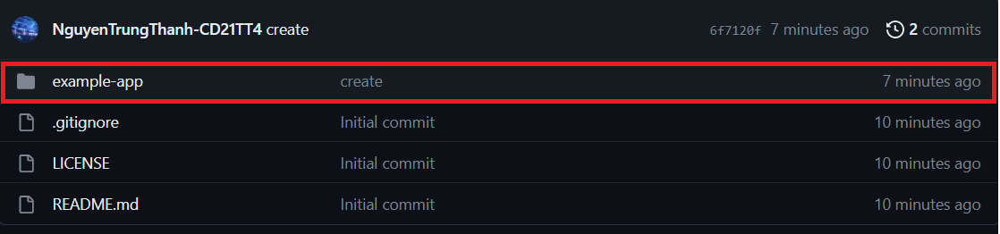 NguyenTrungThanh-CD21TT4 create 6f7120f 7 minutes ago 2 commits
example-app create 7 minutes ago
.gitignore Initial commit 10 minutes ago
LICENSE Initial commit 10 minutes ago
README.md Initial commit 10 minutes ago